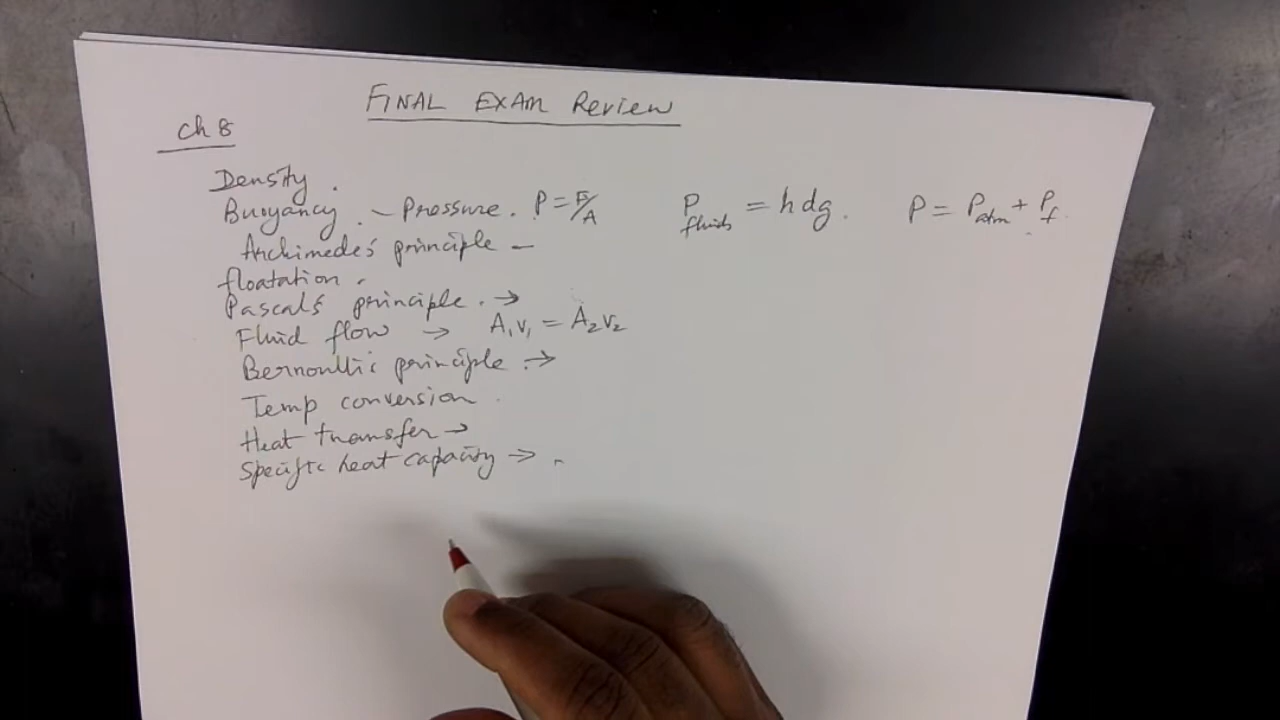 FINAL EXAM Review
Ch 8
Density.
Buoyancy. - Pressure. P = F/A P fluids = hdg. P = Patm + Pf
Archimedes's principle -
floatation.
Pascal's principle. →
Fluid flow → A₁v₁ = A₂v₂
Bernoulli's principle. →
Temp conversion.
Heat transfer →
Specific heat capacity →